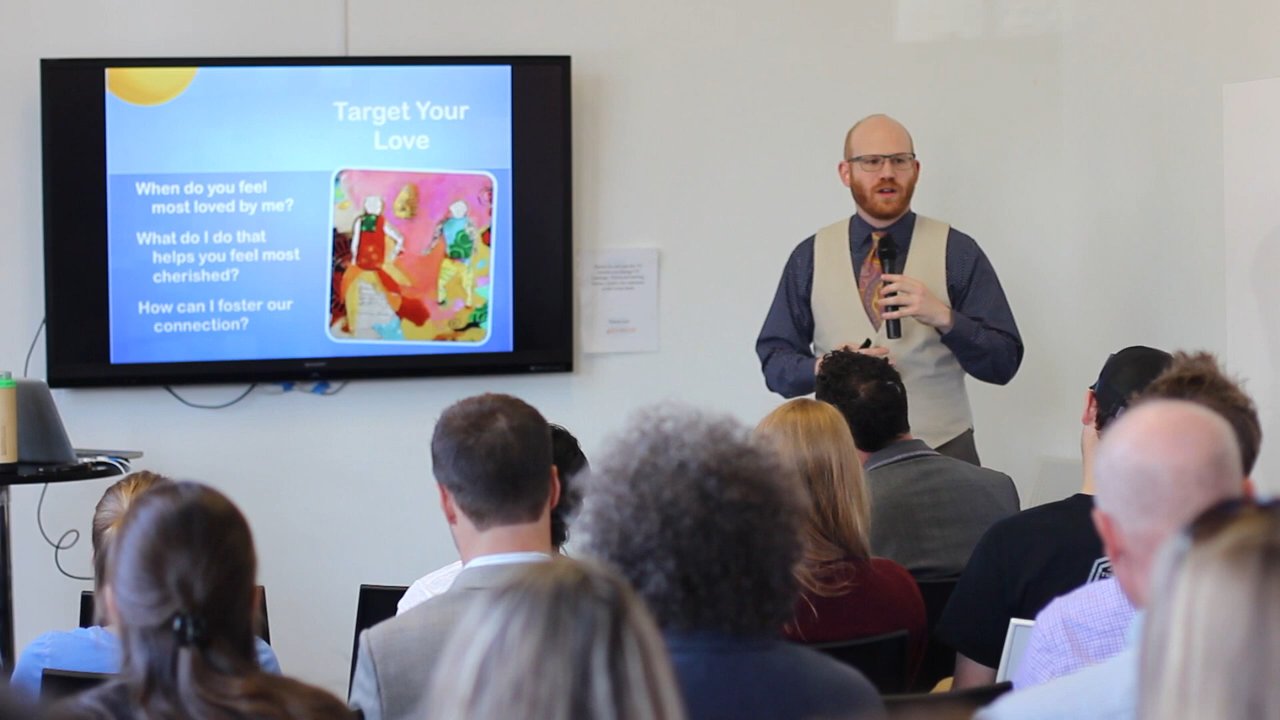 Target Your
Love
When do you feel
most loved by me?
What do I do that
helps you feel most
cherished?
How can I foster our
connection?